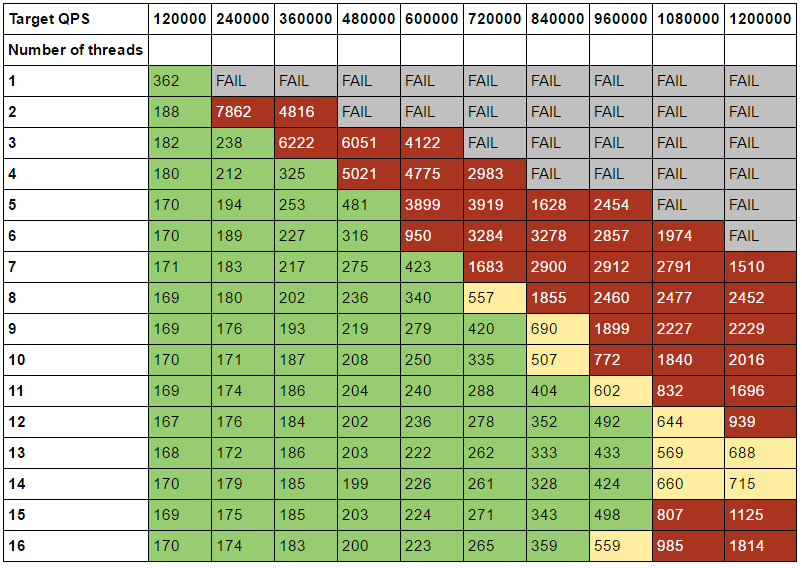 Target QPS 120000 240000 360000 480000 600000 720000 840000 960000 1080000 1200000
Number of threads
1 362 FAIL FAIL FAIL FAIL FAIL FAIL FAIL FAIL FAIL
2 188 7862 4816 FAIL FAIL FAIL FAIL FAIL FAIL FAIL
3 182 238 6222 6051 4122 FAIL FAIL FAIL FAIL FAIL
4 180 212 325 5021 4775 2983 FAIL FAIL FAIL FAIL
5 170 194 253 481 3899 3919 1628 2454 FAIL FAIL
6 170 189 227 316 950 3284 3278 2857 1974 FAIL
7 171 183 217 275 423 1683 2900 2912 2791 1510
8 169 180 202 236 340 557 1855 2460 2477 2452
9 169 176 193 219 279 420 690 1899 2227 2229
10 170 171 187 208 250 335 507 772 1840 2016
11 169 174 186 204 240 288 404 602 832 1696
12 167 176 184 202 236 278 352 492 644 939
13 168 172 186 203 222 262 333 433 569 688
14 170 179 185 199 226 261 328 424 660 715
15 169 175 185 203 224 271 343 498 807 1125
16 170 174 183 200 223 265 359 559 985 1814